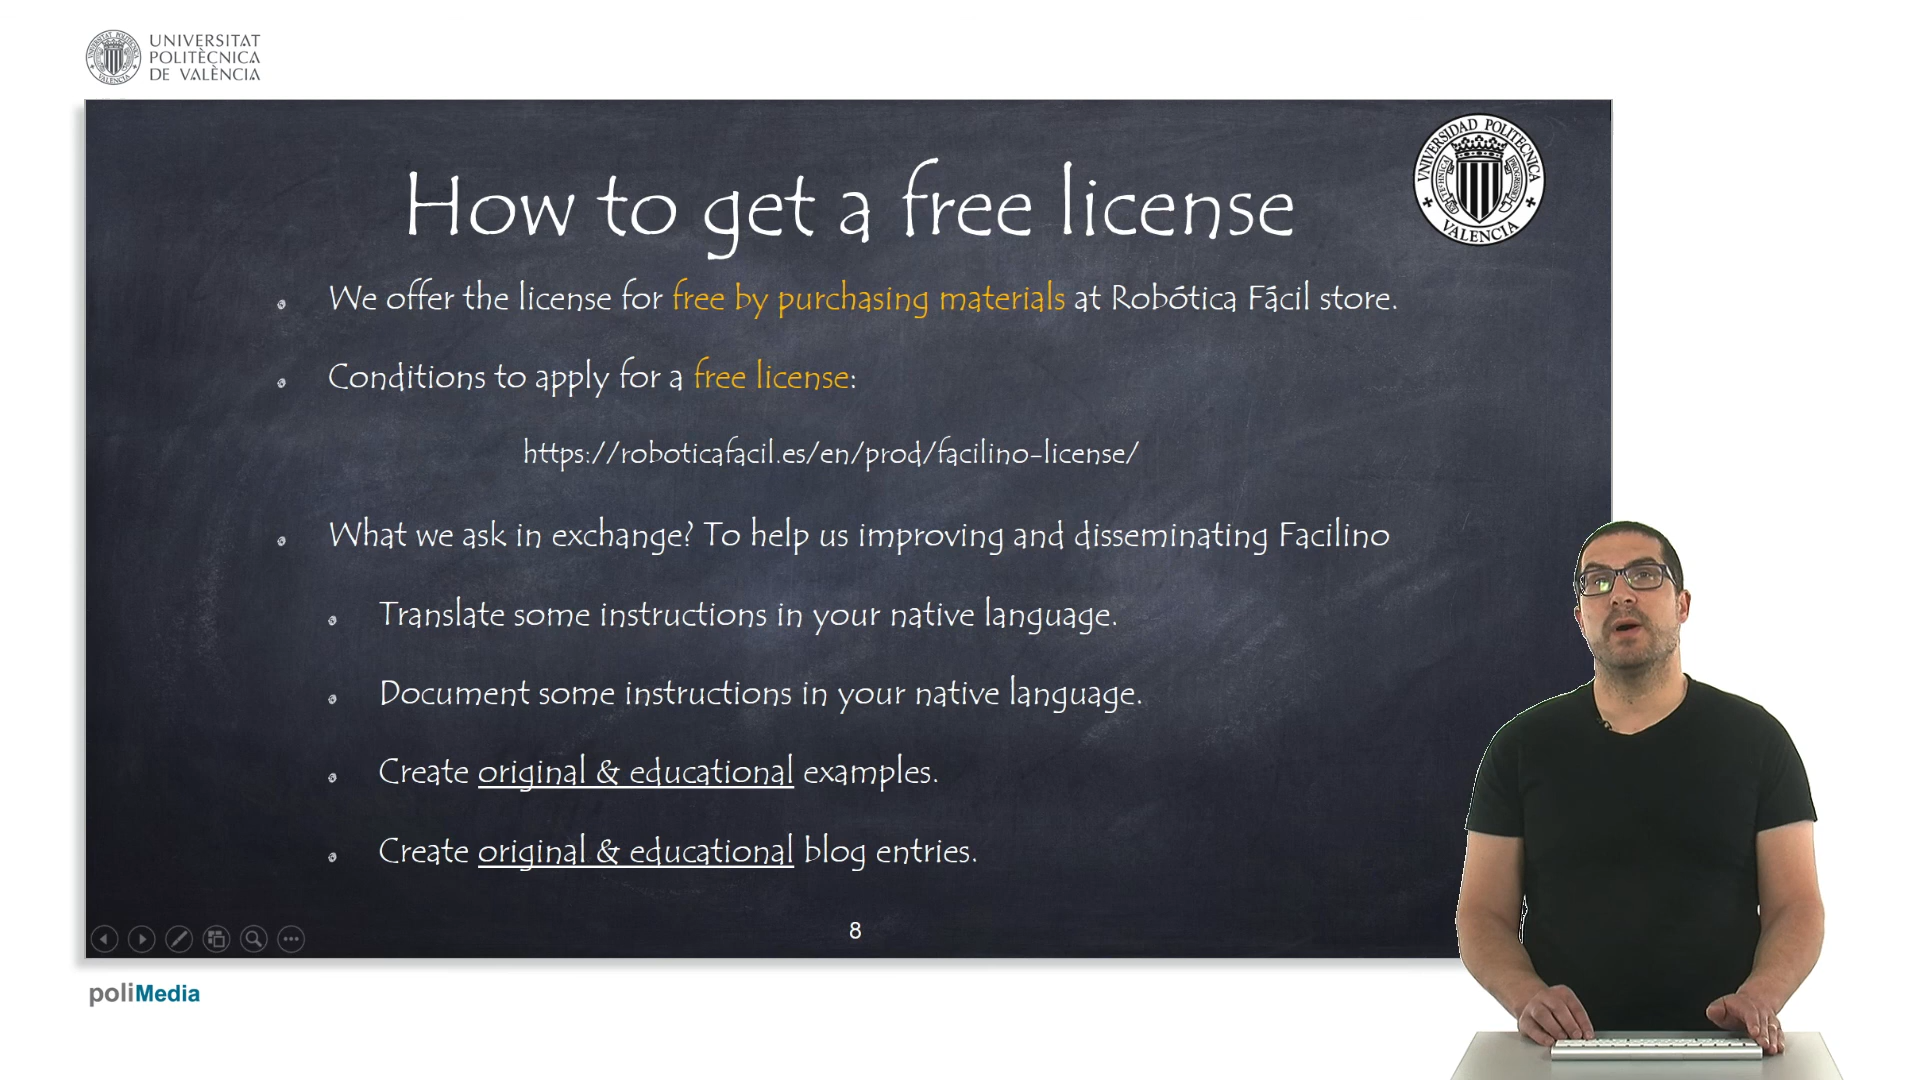 UNIVERSITAT
POLITÈCNICA
DE VALÈNCIA
UNIVERSIDAD POLITECNICA
VALENCIA
How to get a free license
We offer the license for free by purchasing materials at Robótica Fácil store.
Conditions to apply for a free license:
https://roboticafacil.es/en/prod/facilino-license/
What we ask in exchange? To help us improving and disseminating Facilino
Translate some instructions in your native language.
Document some instructions in your native language.
Create original & educational examples.
Create original & educational blog entries.
8
poliMedia